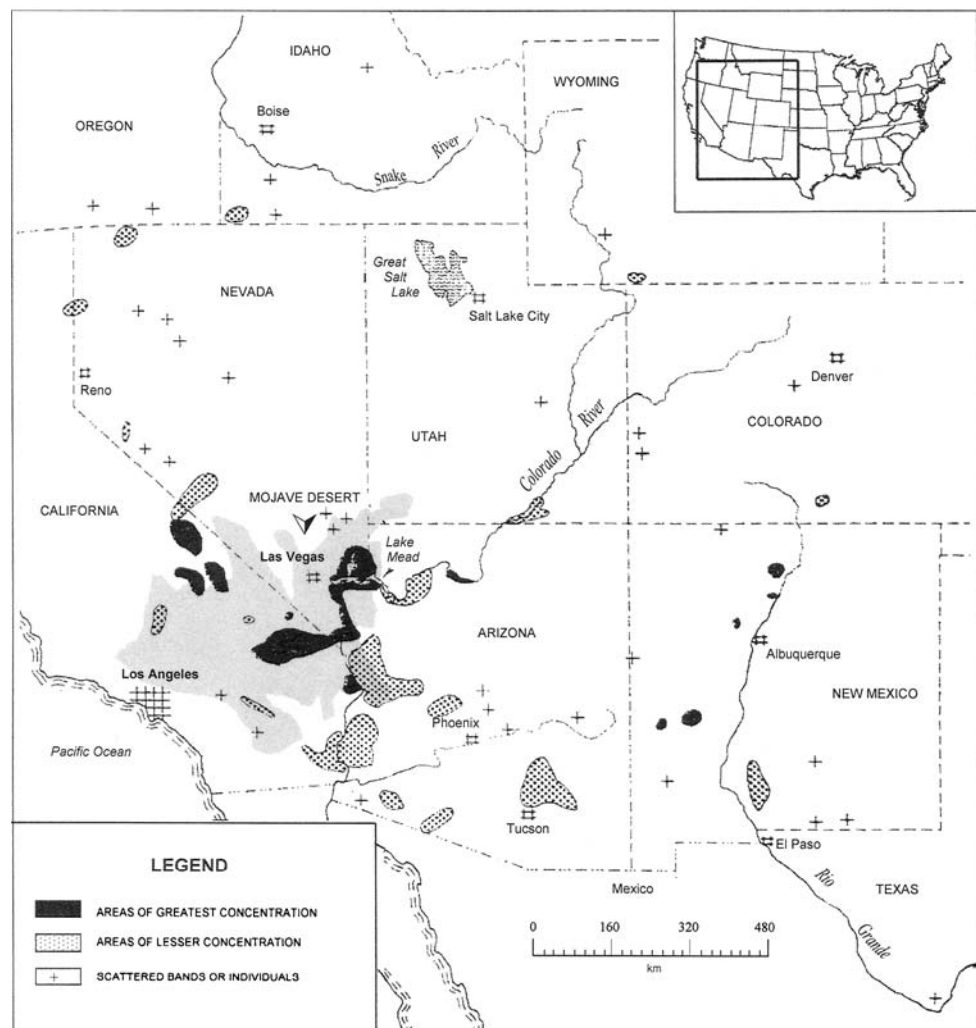 IDAHO
WYOMING
Boise
OREGON
Snake
River
NEVADA
Great
Salt
Lake
Salt Lake City
Reno
Denver
COLORADO
UTAH
Colorado
River
CALIFORNIA
MOJAVE DESERT
Las Vegas
Lake
Mead
ARIZONA
Albuquerque
Los Angeles
NEW MEXICO
Phoenix
Pacific Ocean
Tucson
El Paso
Mexico
Rio
Grande
TEXAS
LEGEND
AREAS OF GREATEST CONCENTRATION
AREAS OF LESSER CONCENTRATION
SCATTERED BANDS OR INDIVIDUALS
0 160 320 480
km